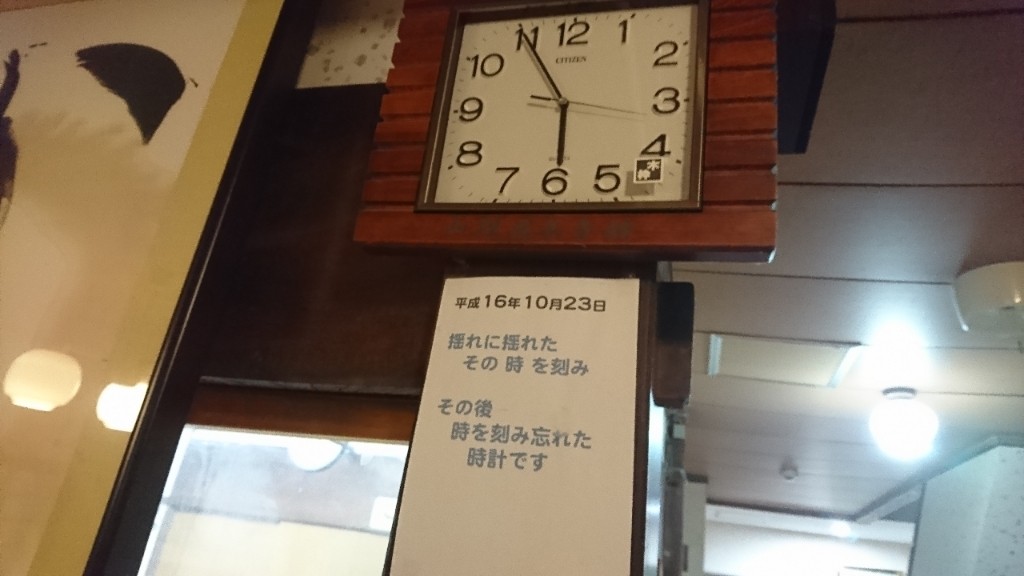 11 12 1
10 2
CITIZEN
9 3
8 4
7 6 5
平成16年10月23日
揺れに揺れた
その時を刻み
その後
時を刻み忘れた
時計です